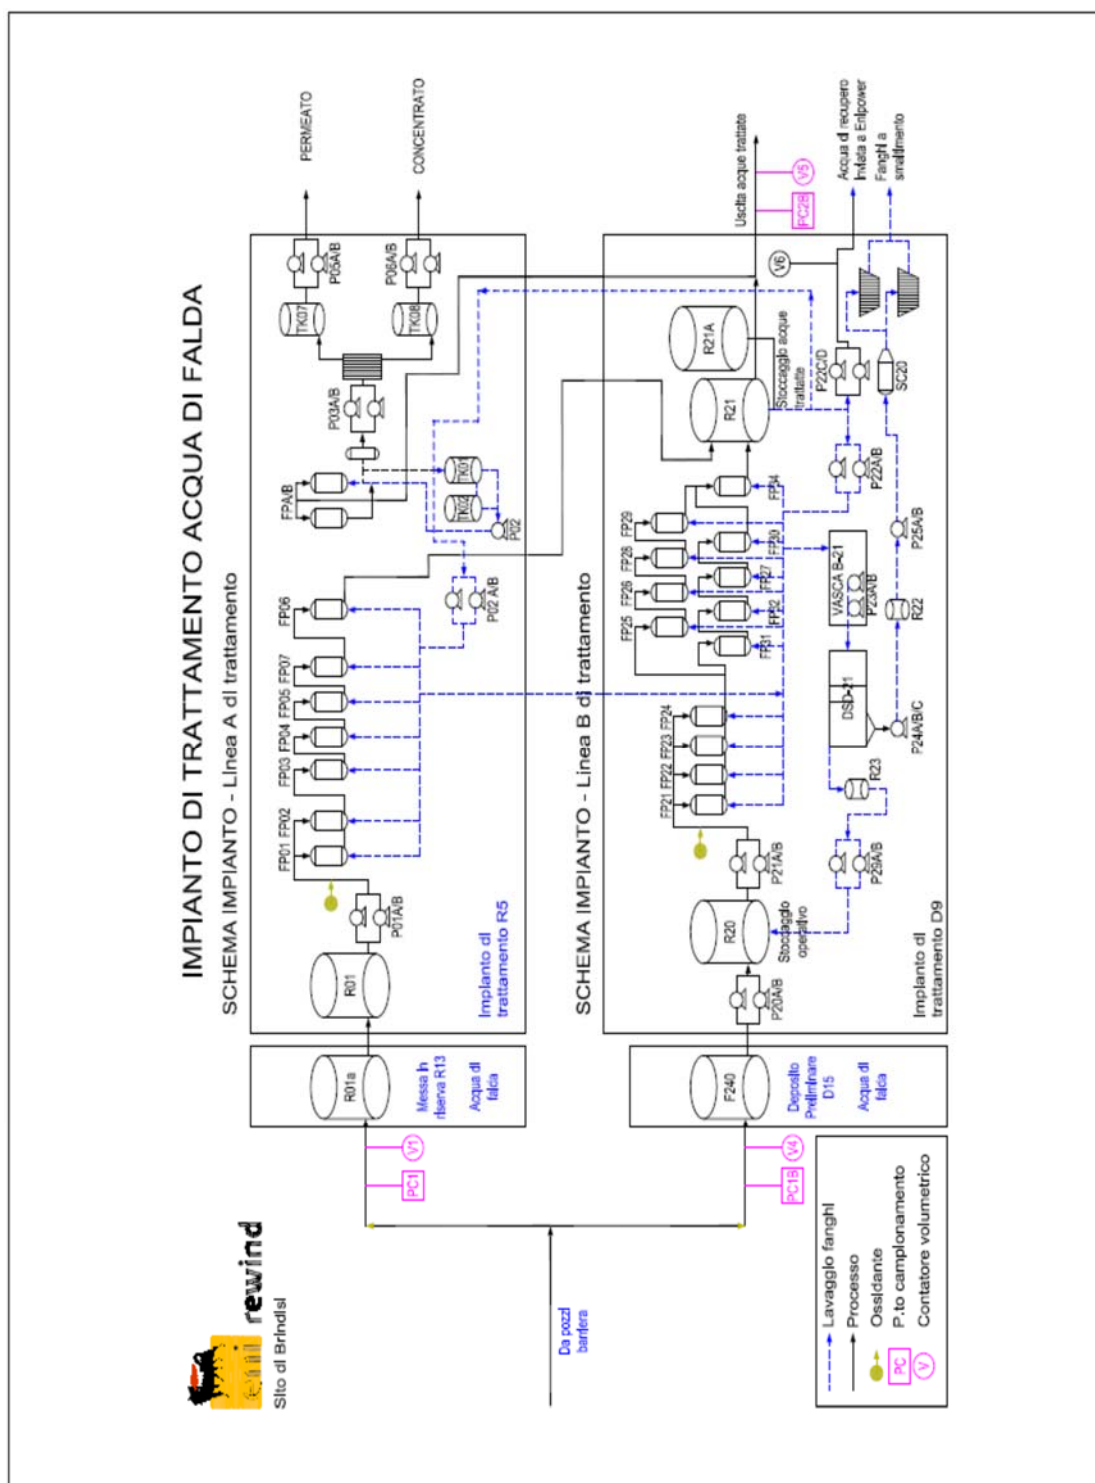 IMPIANTO DI TRATTAMENTO ACQUA DI FALDA
eni rewind
Sito di Brindisi
SCHEMA IMPIANTO - Linea A di trattamento
Da pozzi
barriera
PC1
V1
R01a
Messa in
riserva R13
Acqua di
falda
R01
P01A/B
FP01
FP02
FP03
FP04
FP05
FP07
FP06
P02 A/B
FPA/B
P02
TK02
TK01
P03A/B
TK07
TK08
P05A/B
P06A/B
PERMEATO
CONCENTRATO
Impianto di
trattamento R5
SCHEMA IMPIANTO - Linea B di trattamento
PC1B
V4
F240
Deposito
Preliminare
D15
Acqua di
falda
P20A/B
R20
Stoccaggio
operativo
P21A/B
FP21
FP22
FP23
FP24
FP25
FP26
FP28
FP29
FP31
FP32
FP27
FP30
FP34
R21
R21A
Stoccaggio acque
trattatte
Uscita acque trattate
PC2B
V5
V6
Acqua di recupero
inviata a Enipower
Fanghi a
smaltimento
P22C/D
P22A/B
SC20
VASCA B-21
P23A/B
DSD-21
P24A/B/C
R22
P25A/B
R23
P29A/B
Impianto di
trattamento D9
Lavaggio fanghi
Processo
Ossidante
PC P.to campionamento
V Contatore volumetrico